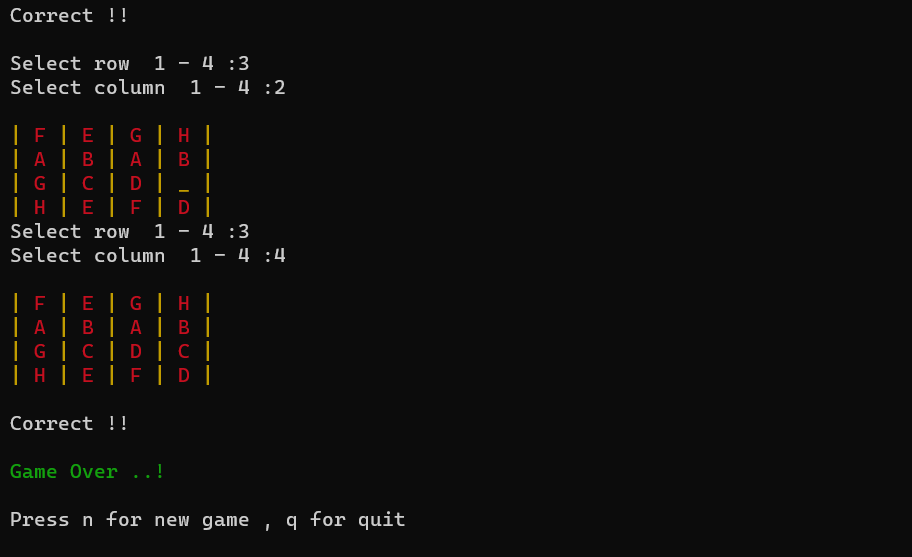 Correct !!
Select row  1 - 4 :3
Select column  1 - 4 :2
| F | E | G | H |
| A | B | A | B |
| G | C | D | _ |
| H | E | F | D |
Select row  1 - 4 :3
Select column  1 - 4 :4
| F | E | G | H |
| A | B | A | B |
| G | C | D | C |
| H | E | F | D |
Correct !!
Game Over ..!
Press n for new game , q for quit